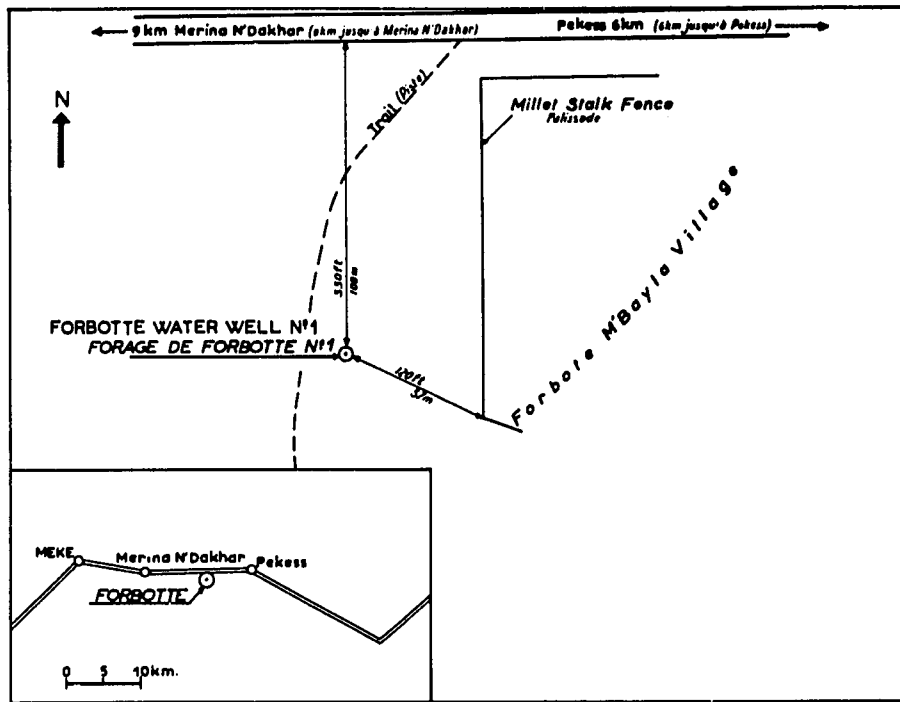 9 km Merina N'Dakhar (9km jusqu'à Merina N'Dakhar) Pekess 6km (6km jusqu'à Pekess)
N
Trail (Piste)
Millet Stalk Fence
Palissade
330ft
100m
FORBOTTE WATER WELL Nº1
FORAGE DE FORBOTTE Nº1
120ft
37m
Forbote M'Bayla Village
MEKE
Merina N'Dakhar
Pekess
FORBOTTE
0 5 10km.